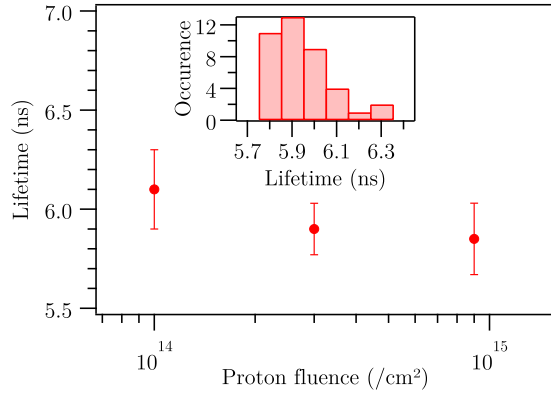 7.0
6.5
6.0
5.5
Lifetime (ns)
12
8
4
0
Occurence
5.7 5.9 6.1 6.3
Lifetime (ns)
10^14 10^15
Proton fluence (/cm²)